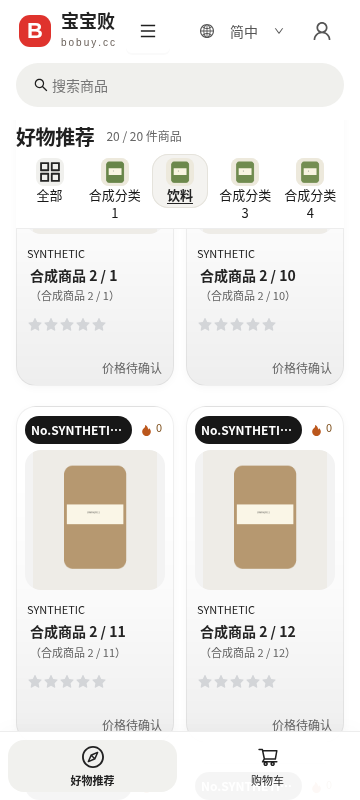 B 宝宝败
bobuy.cc
简中
搜索商品
好物推荐 20 / 20 件商品
全部 合成分类 1 饮料 合成分类 3 合成分类 4
SYNTHETIC SYNTHETIC
合成商品 2 / 1 合成商品 2 / 10
（合成商品 2 / 1） （合成商品 2 / 10）
价格待确认 价格待确认
No.SYNTHETI… 0 No.SYNTHETI… 0
SYNTHETIC SYNTHETIC
合成商品 2 / 11 合成商品 2 / 12
（合成商品 2 / 11） （合成商品 2 / 12）
价格待确认 价格待确认
好物推荐 购物车